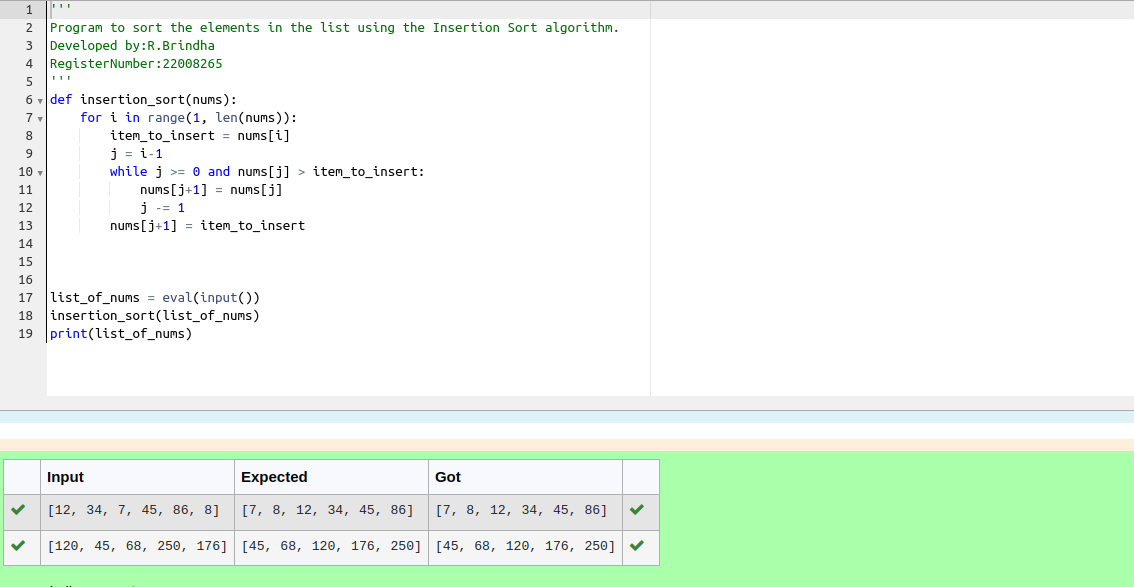 1 '''
2 Program to sort the elements in the list using the Insertion Sort algorithm.
3 Developed by:R.Brindha
4 RegisterNumber:22008265
5 '''
6 def insertion_sort(nums):
7     for i in range(1, len(nums)):
8         item_to_insert = nums[i]
9         j = i-1
10         while j >= 0 and nums[j] > item_to_insert:
11             nums[j+1] = nums[j]
12             j -= 1
13         nums[j+1] = item_to_insert
14
15
16
17 list_of_nums = eval(input())
18 insertion_sort(list_of_nums)
19 print(list_of_nums)
Input Expected Got
[12, 34, 7, 45, 86, 8] [7, 8, 12, 34, 45, 86] [7, 8, 12, 34, 45, 86]
[120, 45, 68, 250, 176] [45, 68, 120, 176, 250] [45, 68, 120, 176, 250]